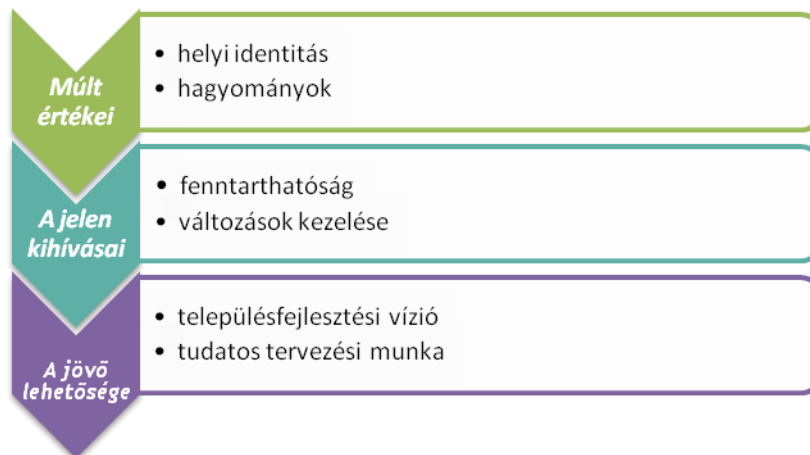 Múlt
értékei
• helyi identitás
• hagyományok
A jelen
kihívásai
• fenntarthatóság
• változások kezelése
A jövő
lehetősége
• településfejlesztési vízió
• tudatos tervezési munka